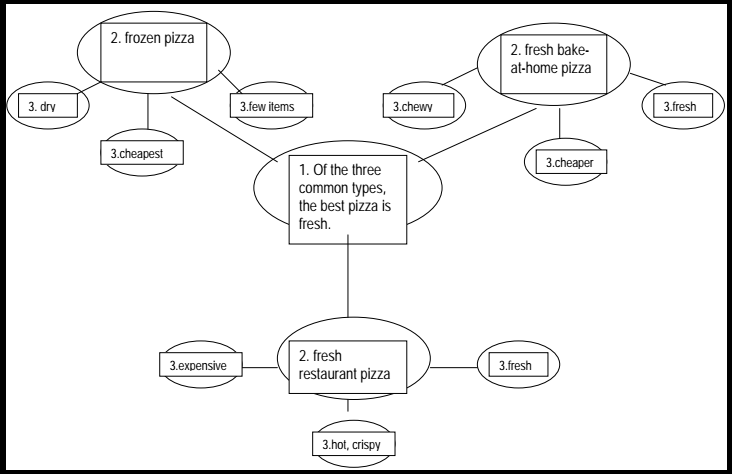 2. frozen pizza
3. dry
3.few items
3.cheapest
2. fresh bake-
at-home pizza
3.chewy
3.fresh
3.cheaper
1. Of the three
common types,
the best pizza is
fresh.
2. fresh
restaurant pizza
3.expensive
3.fresh
3.hot, crispy